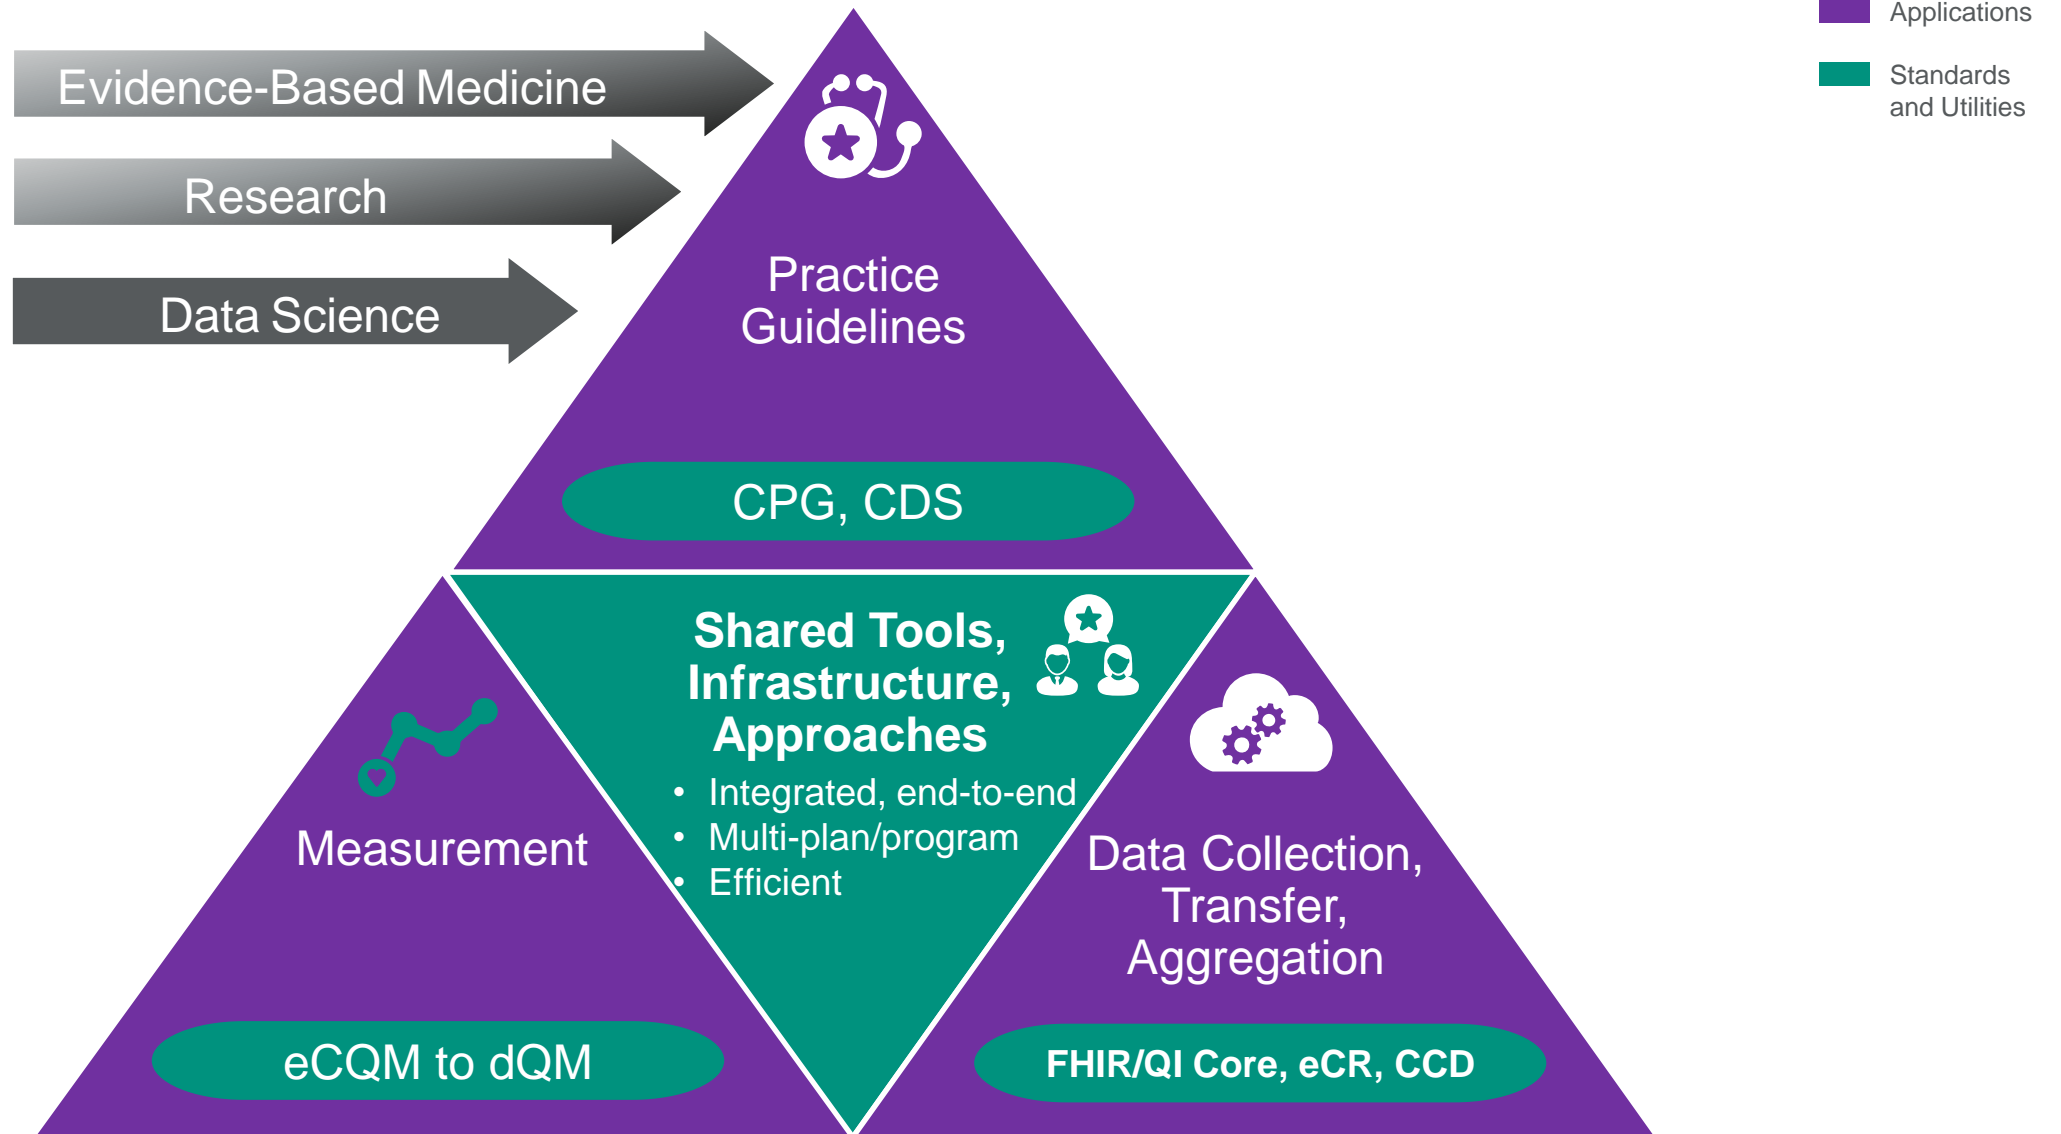 Applications
Standards
and Utilities
Evidence-Based Medicine
Research
Data Science
Practice
Guidelines
CPG, CDS
Shared Tools,
Infrastructure,
Approaches
• Integrated, end-to-end
• Multi-plan/program
• Efficient
Measurement
eCQM to dQM
Data Collection,
Transfer,
Aggregation
FHIR/QI Core, eCR, CCD